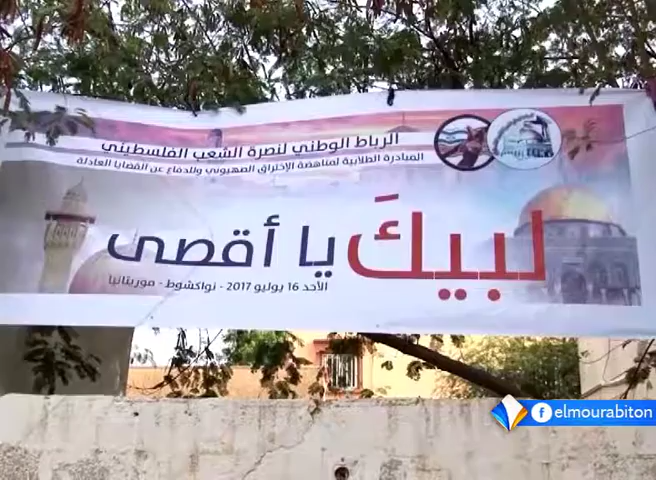 الرباط الوطني لنصرة الشعب الفلسطيني
المبادرة الطلابية لمناهضة الاختراق الصهيوني وللدفاع عن القضايا العادلة
لبيكَ يا أقصى
الأحد 16 يوليو 2017 - نواكشوط - موريتانيا
elmourabiton